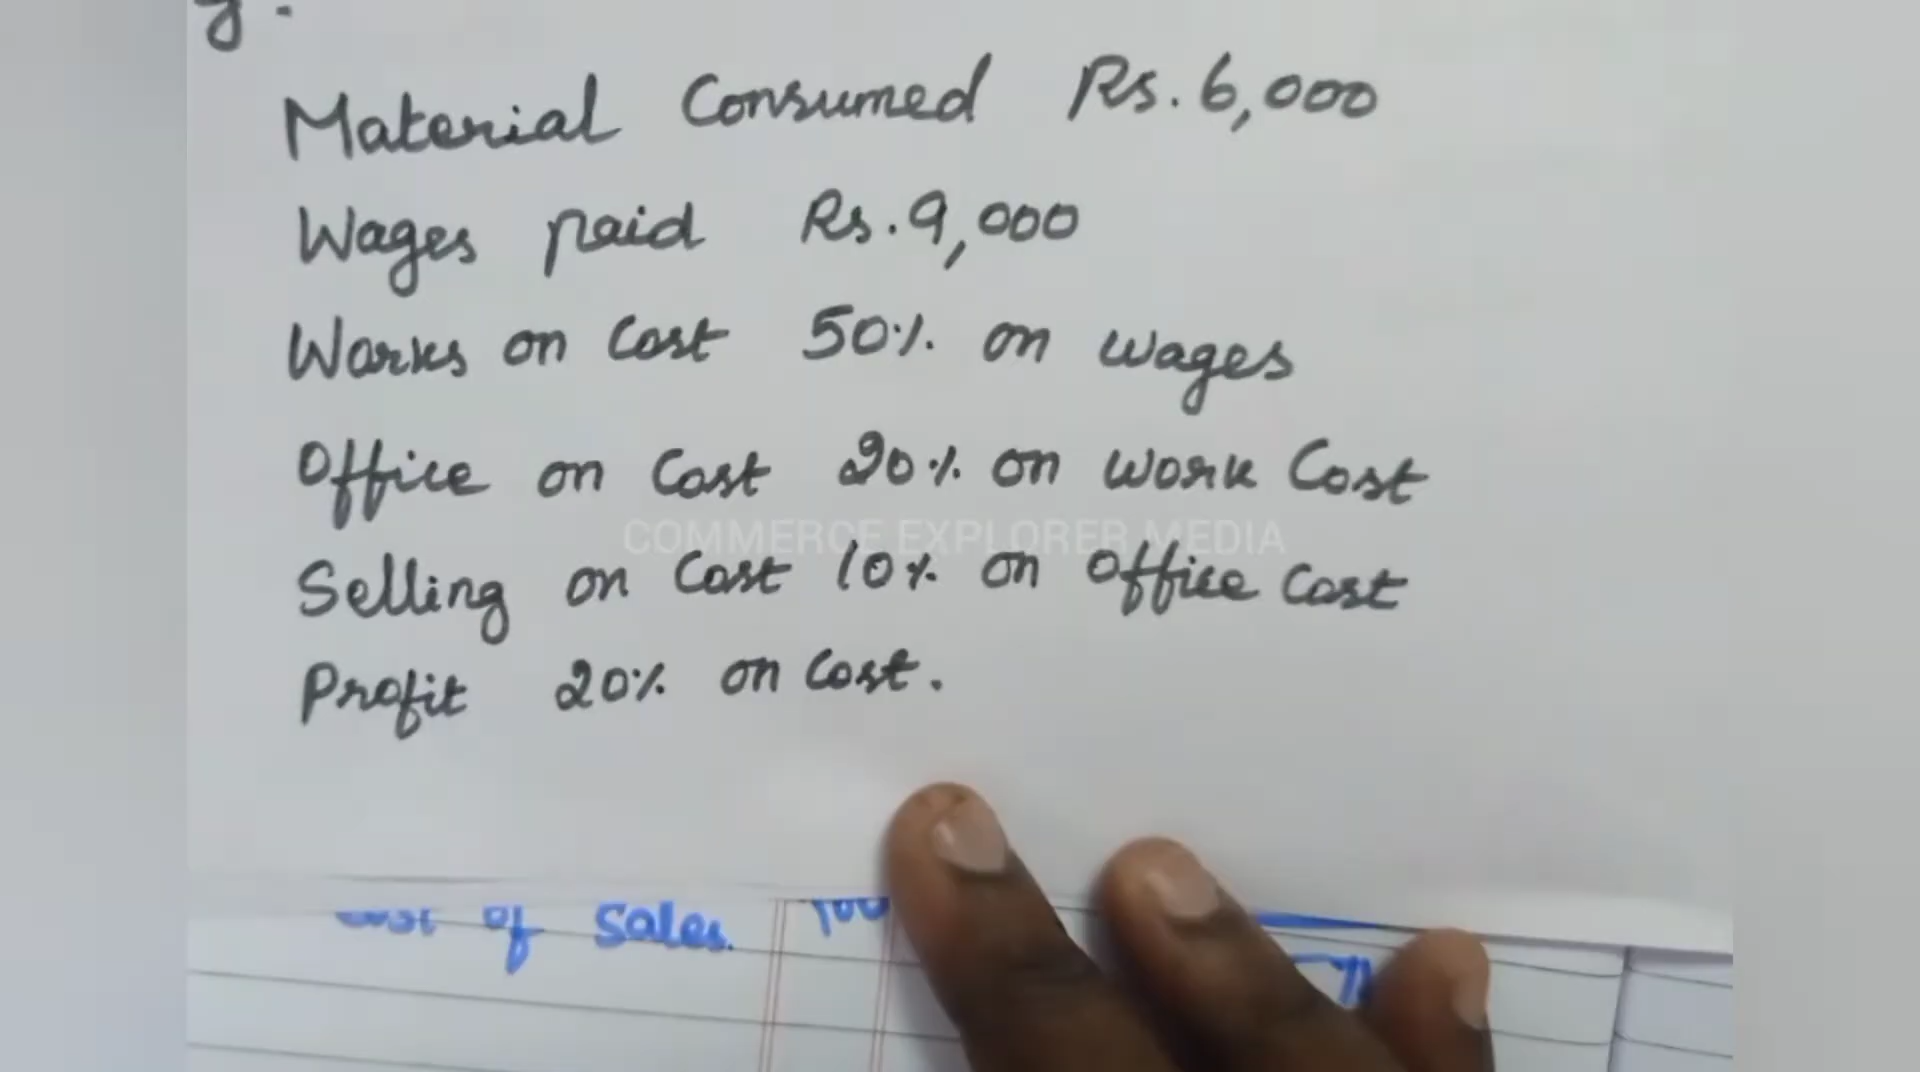 y.
Material Consumed Rs. 6,000
Wages paid Rs. 9,000
Works on Cost 50% on wages
Office on Cost 20% on work Cost
COMMERCE EXPLORER MEDIA
Selling on Cost 10% on office Cost
Profit 20% on Cost.
Cost of Sales. 100